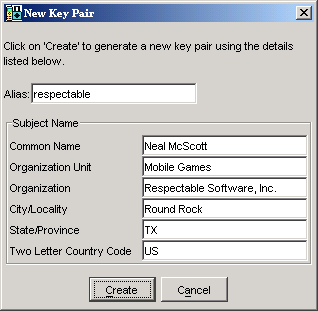 New Key Pair
Click on 'Create' to generate a new key pair using the details
listed below.
Alias: respectable
Subject Name
Common Name Neal McScott
Organization Unit Mobile Games
Organization Respectable Software, Inc.
City/Locality Round Rock
State/Province TX
Two Letter Country Code US
Create Cancel